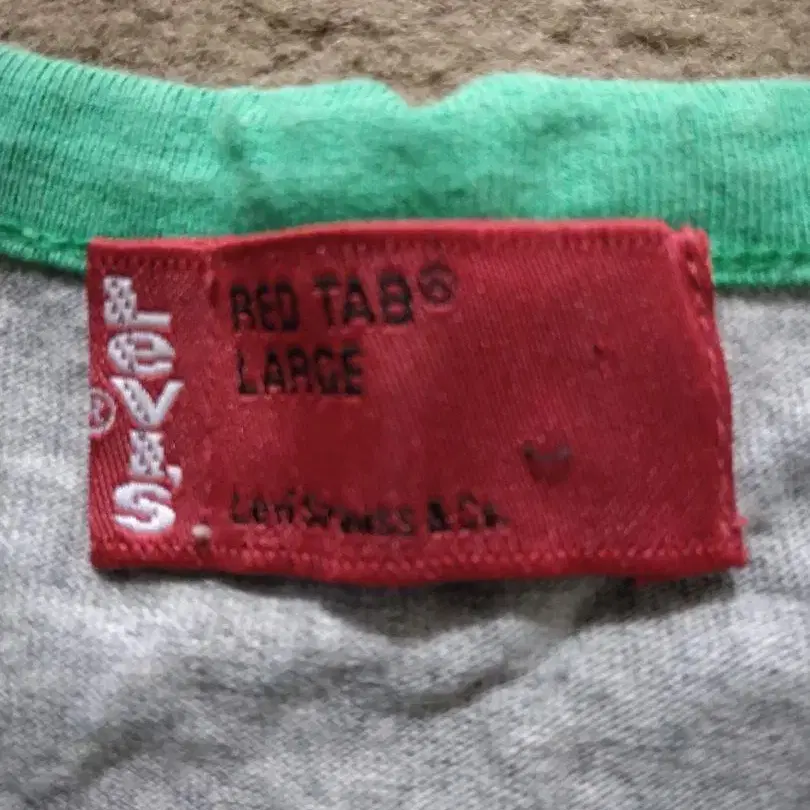 LEVI'S
®
RED TAB®
LARGE
Levi Strauss & Co.